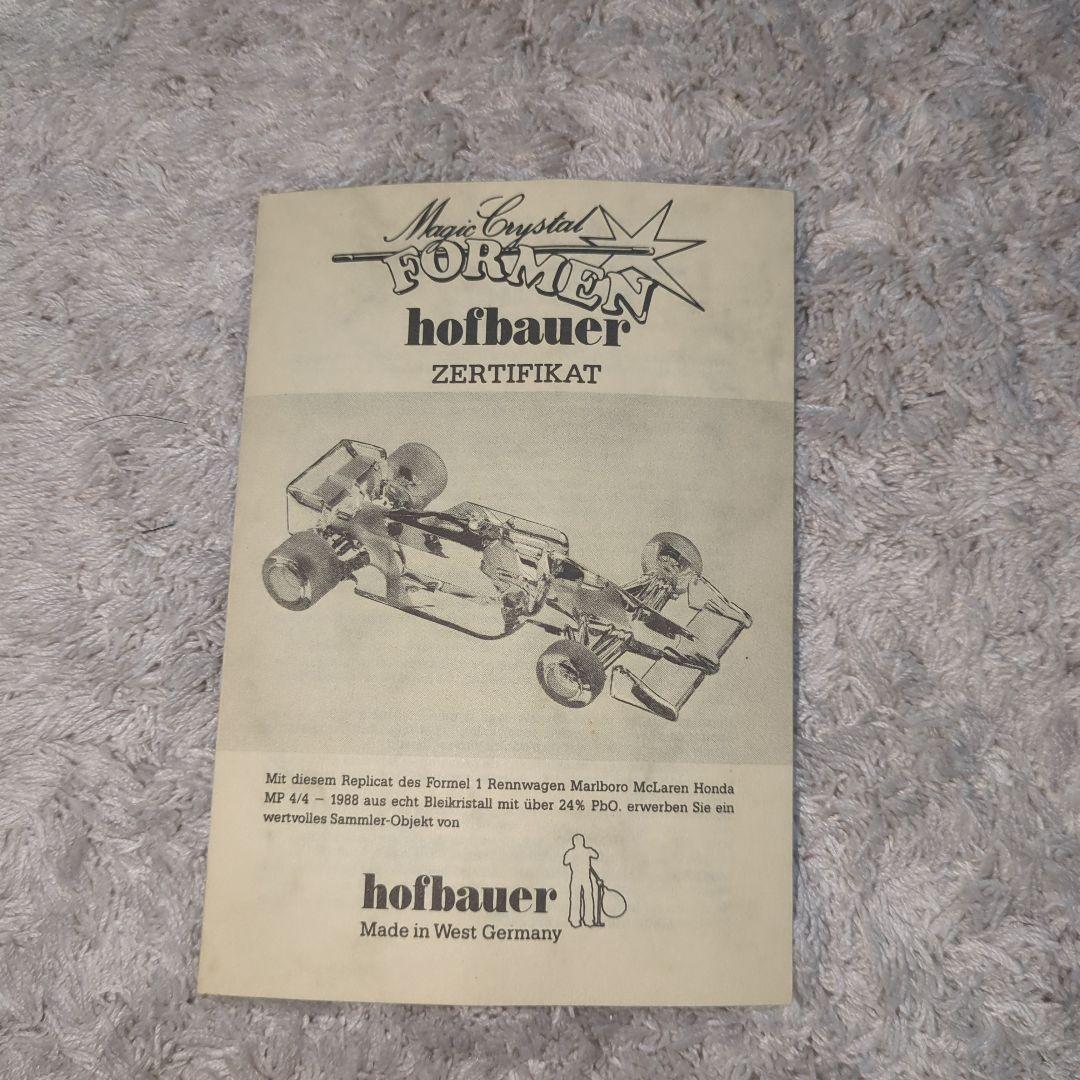 Magic Crystal
FORMEN
hofbauer
ZERTIFIKAT
Mit diesem Replicat des Formel 1 Rennwagen Marlboro McLaren Honda
MP 4/4 – 1988 aus echt Bleikristall mit über 24% PbO. erwerben Sie ein
wertvolles Sammler-Objekt von
hofbauer
Made in West Germany